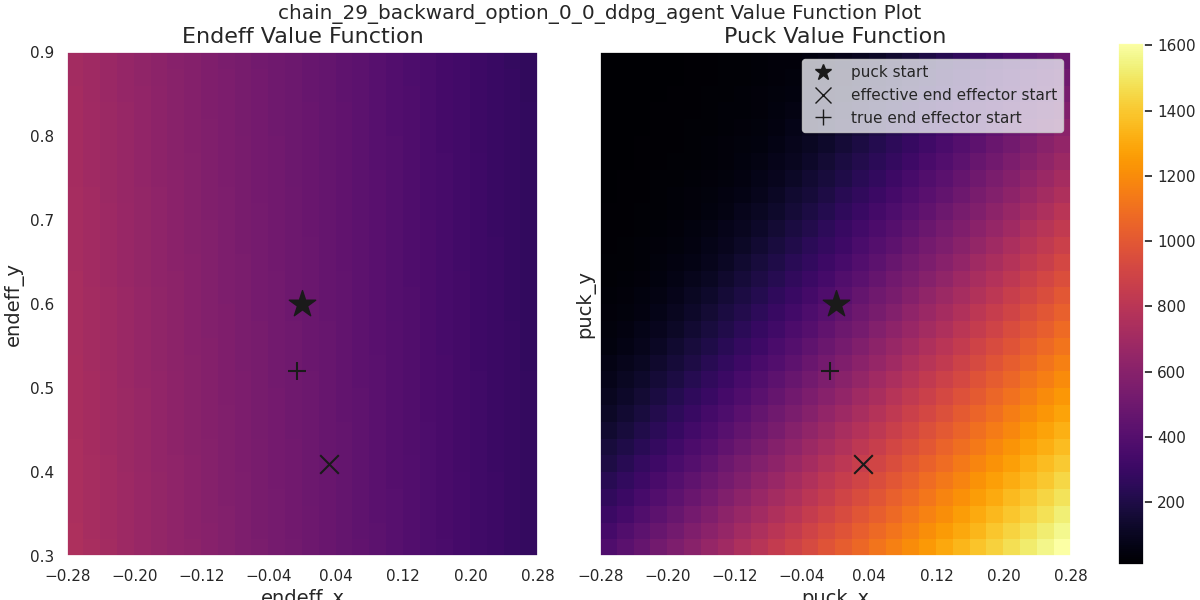 chain_29_backward_option_0_0_ddpg_agent Value Function Plot
Endeff Value Function
Puck Value Function
endeff_y
0.9
0.8
0.7
0.6
0.5
0.4
0.3
−0.28 −0.20 −0.12 −0.04 0.04 0.12 0.20 0.28
endeff_x
puck_y
puck start
effective end effector start
true end effector start
−0.28 −0.20 −0.12 −0.04 0.04 0.12 0.20 0.28
puck_x
1600
1400
1200
1000
800
600
400
200